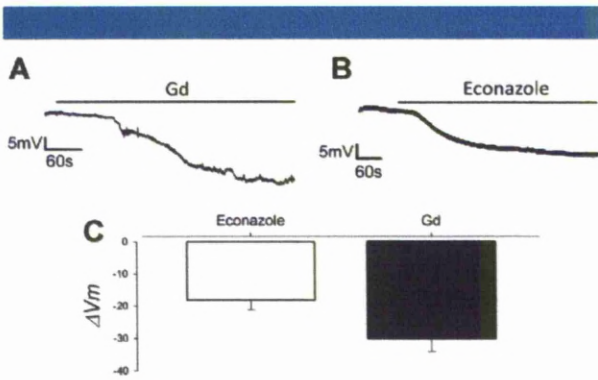 A
Gd
5mV
60s
B
Econazole
5mV
60s
C
Econazole
Gd
0
-10
-20
-30
-40
ΔVm